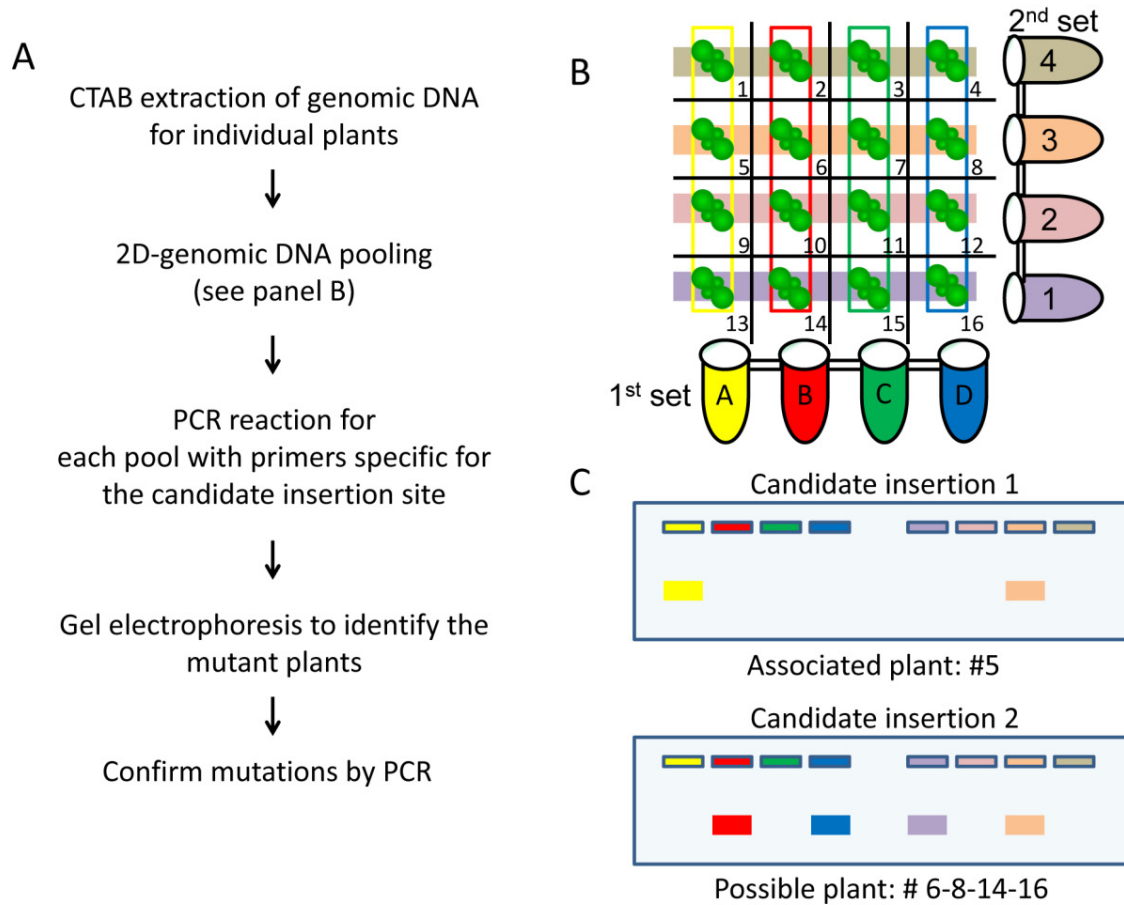 A
CTAB extraction of genomic DNA
for individual plants
2D-genomic DNA pooling
(see panel B)
PCR reaction for
each pool with primers specific for
the candidate insertion site
Gel electrophoresis to identify the
mutant plants
Confirm mutations by PCR
B
2nd set
1 2 3 4
4
5 6 7 8
3
9 10 11 12
2
13 14 15 16
1
1st set
A B C D
C
Candidate insertion 1
Associated plant: #5
Candidate insertion 2
Possible plant: # 6-8-14-16